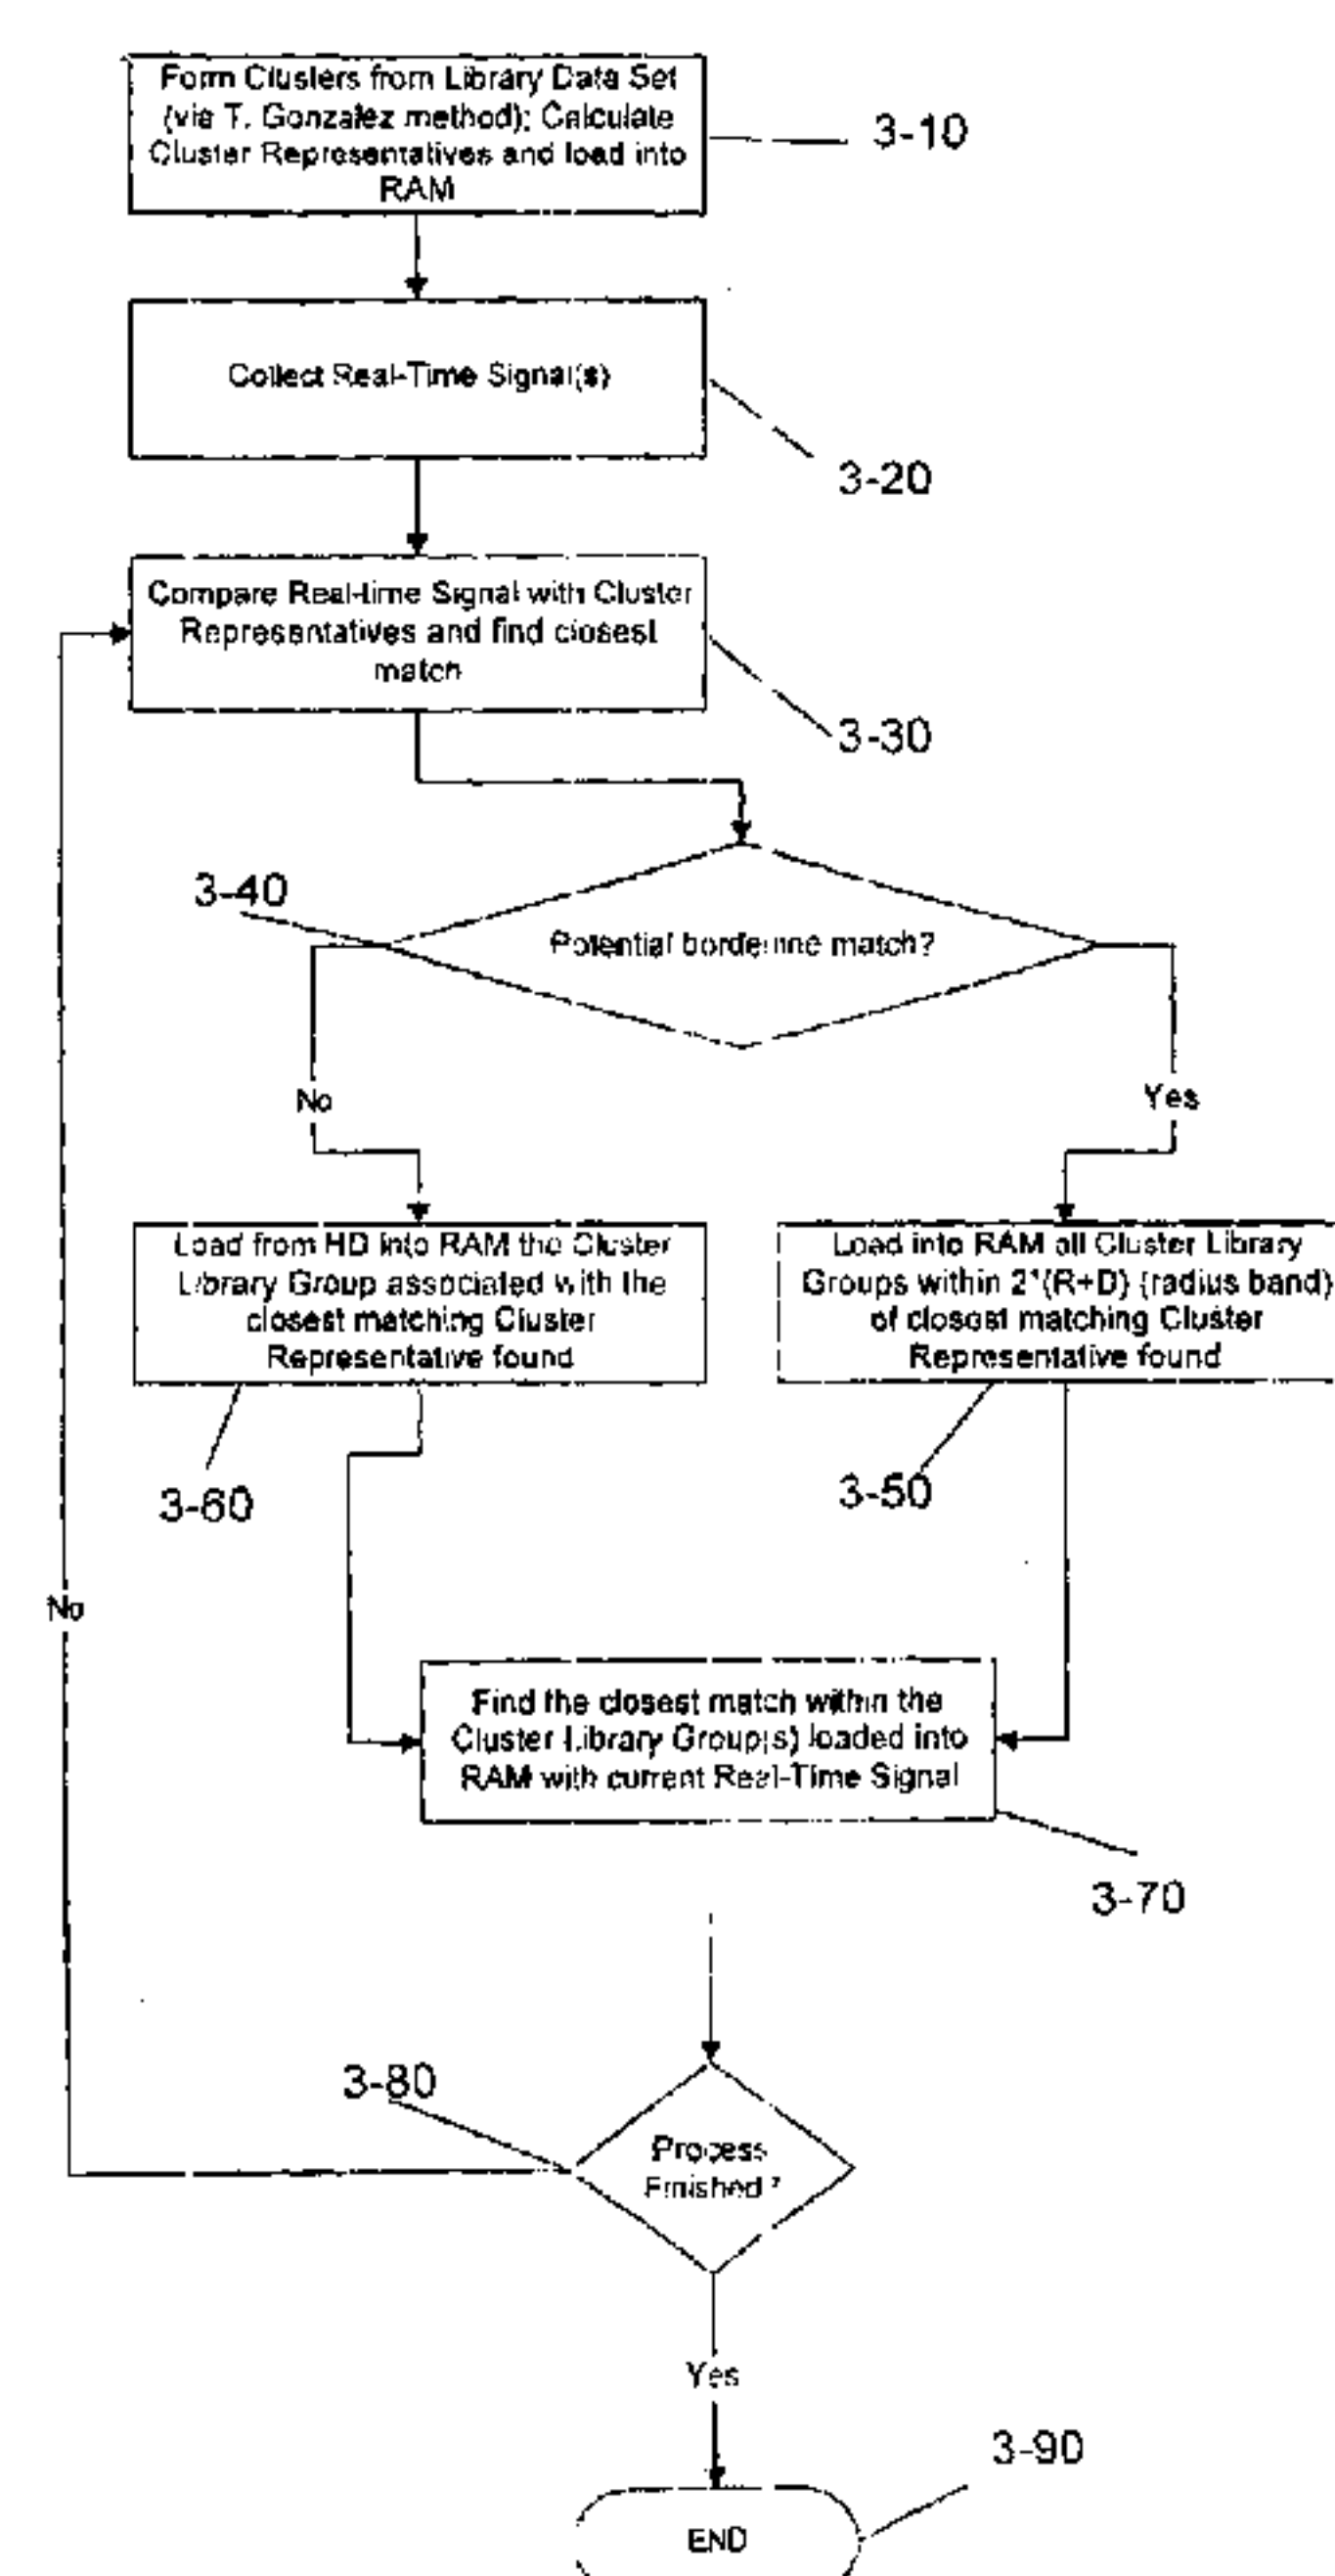 Form Clusters from Library Data Set
(via T. Gonzalez method); Calculate
Cluster Representatives and load into
RAM
3-10
Collect Real-Time Signal(s)
3-20
Compare Real-time Signal with Cluster
Representatives and find closest
match
3-30
3-40
Potential borderline match?
No
Yes
Load from HD into RAM the Cluster
Library Group associated with the
closest matching Cluster
Representative found
Load into RAM all Cluster Library
Groups within 2*(R+D) (radius band)
of closest matching Cluster
Representative found
3-60
3-50
No
Find the closest match within the
Cluster Library Group(s) loaded into
RAM with current Real-Time Signal
3-70
3-80
Process
Finished ?
Yes
3-90
END